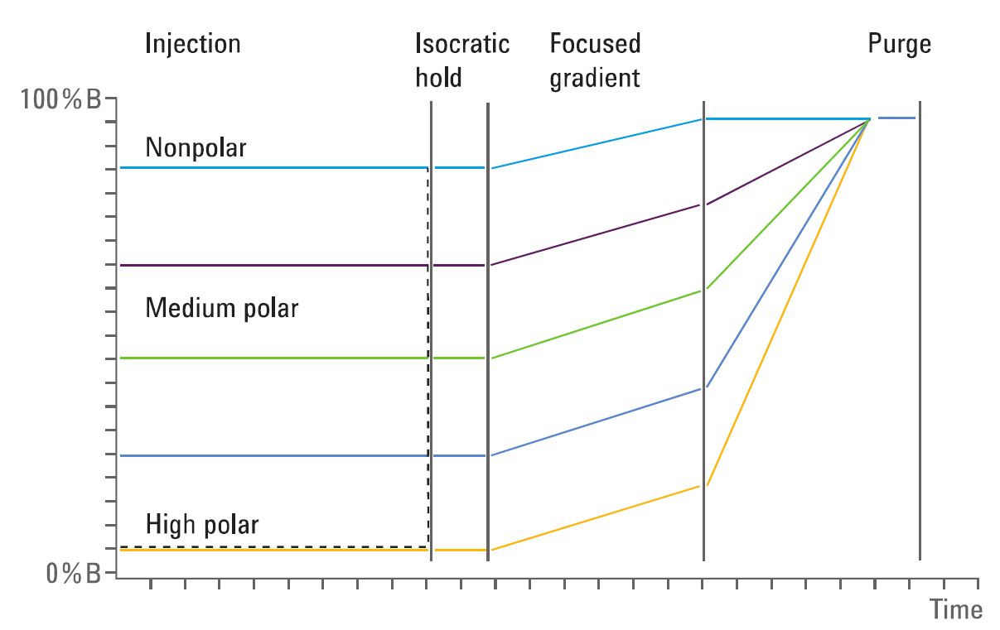 Injection
Isocratic
hold
Focused
gradient
Purge
100%B
Nonpolar
Medium polar
High polar
0%B
Time